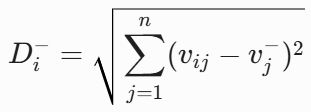 $D_i^- = \sqrt{\sum_{j=1}^{n} (v_{ij} - v_j^-)^2}$